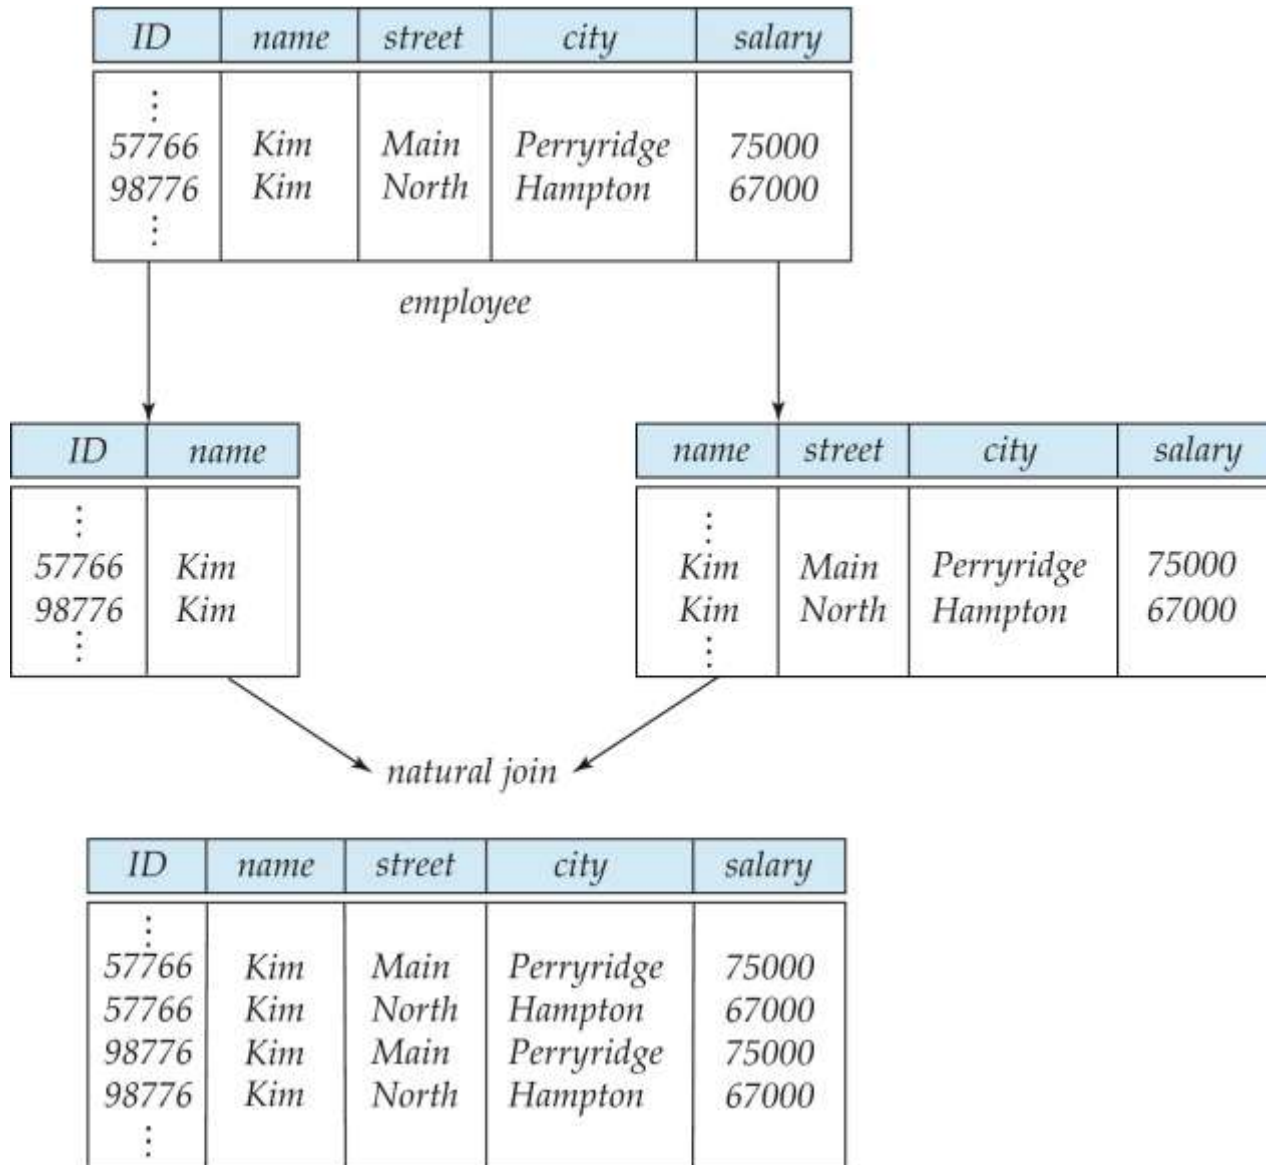 ID name street city salary
⋮
57766 Kim Main Perryridge 75000
98776 Kim North Hampton 67000
⋮
employee
ID name
⋮
57766 Kim
98776 Kim
⋮
name street city salary
⋮
Kim Main Perryridge 75000
Kim North Hampton 67000
⋮
natural join
ID name street city salary
⋮
57766 Kim Main Perryridge 75000
57766 Kim North Hampton 67000
98776 Kim Main Perryridge 75000
98776 Kim North Hampton 67000
⋮